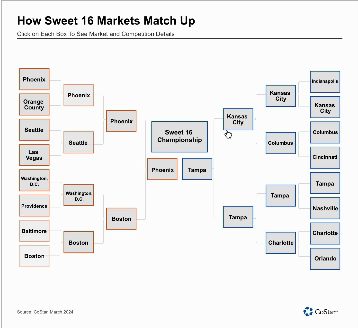 How Sweet 16 Markets Match Up
Click on Each Box To See Market and Competition Details
Phoenix
Orange
County
Seattle
Las
Vegas
Washington,
D.C.
Providence
Baltimore
Boston
Phoenix
Seattle
Washington,
D.C.
Boston
Phoenix
Boston
Sweet 16
Championship
Phoenix
Tampa
Kansas
City
Tampa
Kansas
City
Columbus
Tampa
Charlotte
Indianapolis
Kansas
City
Columbus
Cincinnati
Tampa
Nashville
Charlotte
Orlando
Source: CoStar, March 2024
CoStar